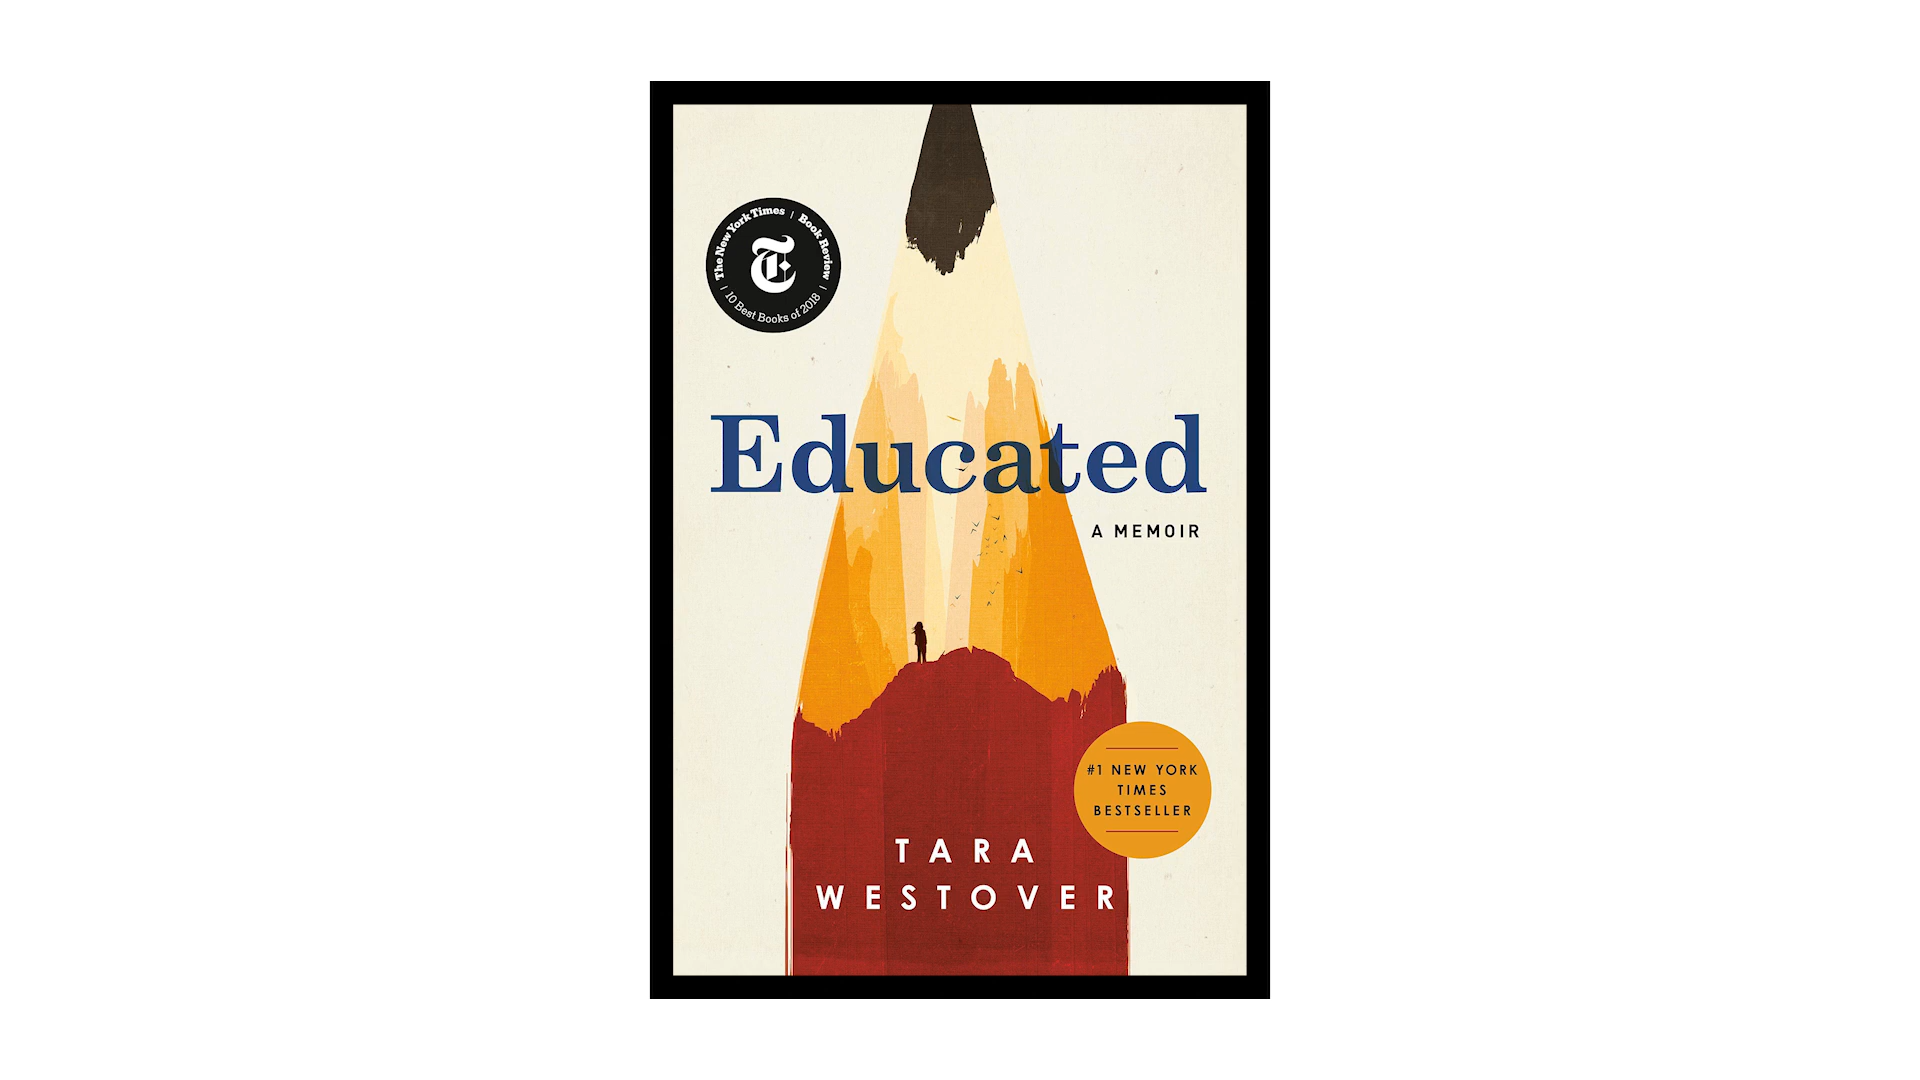 The New York Times | Book Review
T
| 10 Best Books of 2018 |
Educated
A MEMOIR
#1 NEW YORK
TIMES
BESTSELLER
TARA
WESTOVER